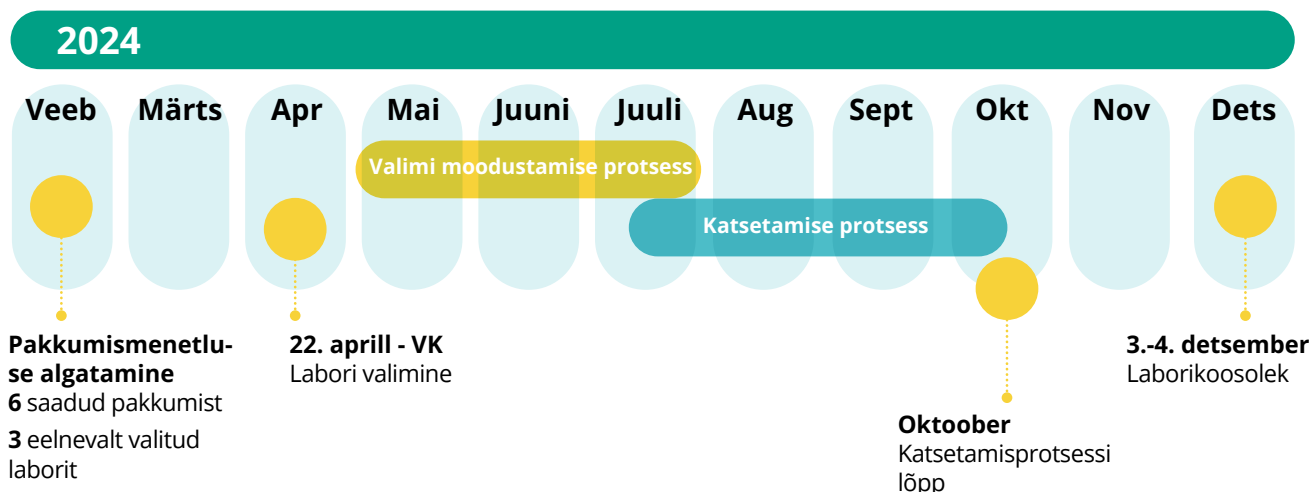 2024
Veeb Märts Apr Mai Juuni Juuli Aug Sept Okt Nov Dets
Valimi moodustamise protsess
Katsetamise protsess
Pakkumismenetlu-
se algatamine
6 saadud pakkumist
3 eelnevalt valitud
laborit
22. aprill - VK
Labori valimine
Oktoober
Katsetamisprotsessi
lõpp
3.-4. detsember
Laborikoosolek